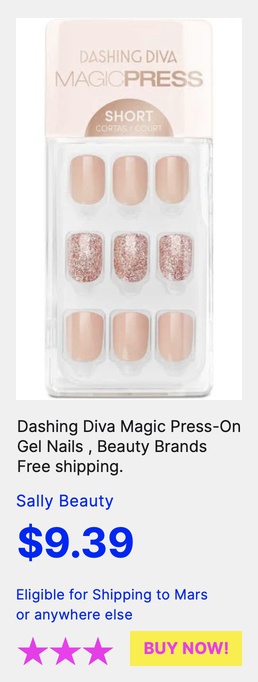 DASHING DIVA
MAGICPRESS
SHORT
CORTAS / COURT
Dashing Diva Magic Press-On
Gel Nails , Beauty Brands
Free shipping.
Sally Beauty
$9.39
Eligible for Shipping to Mars
or anywhere else
BUY NOW!